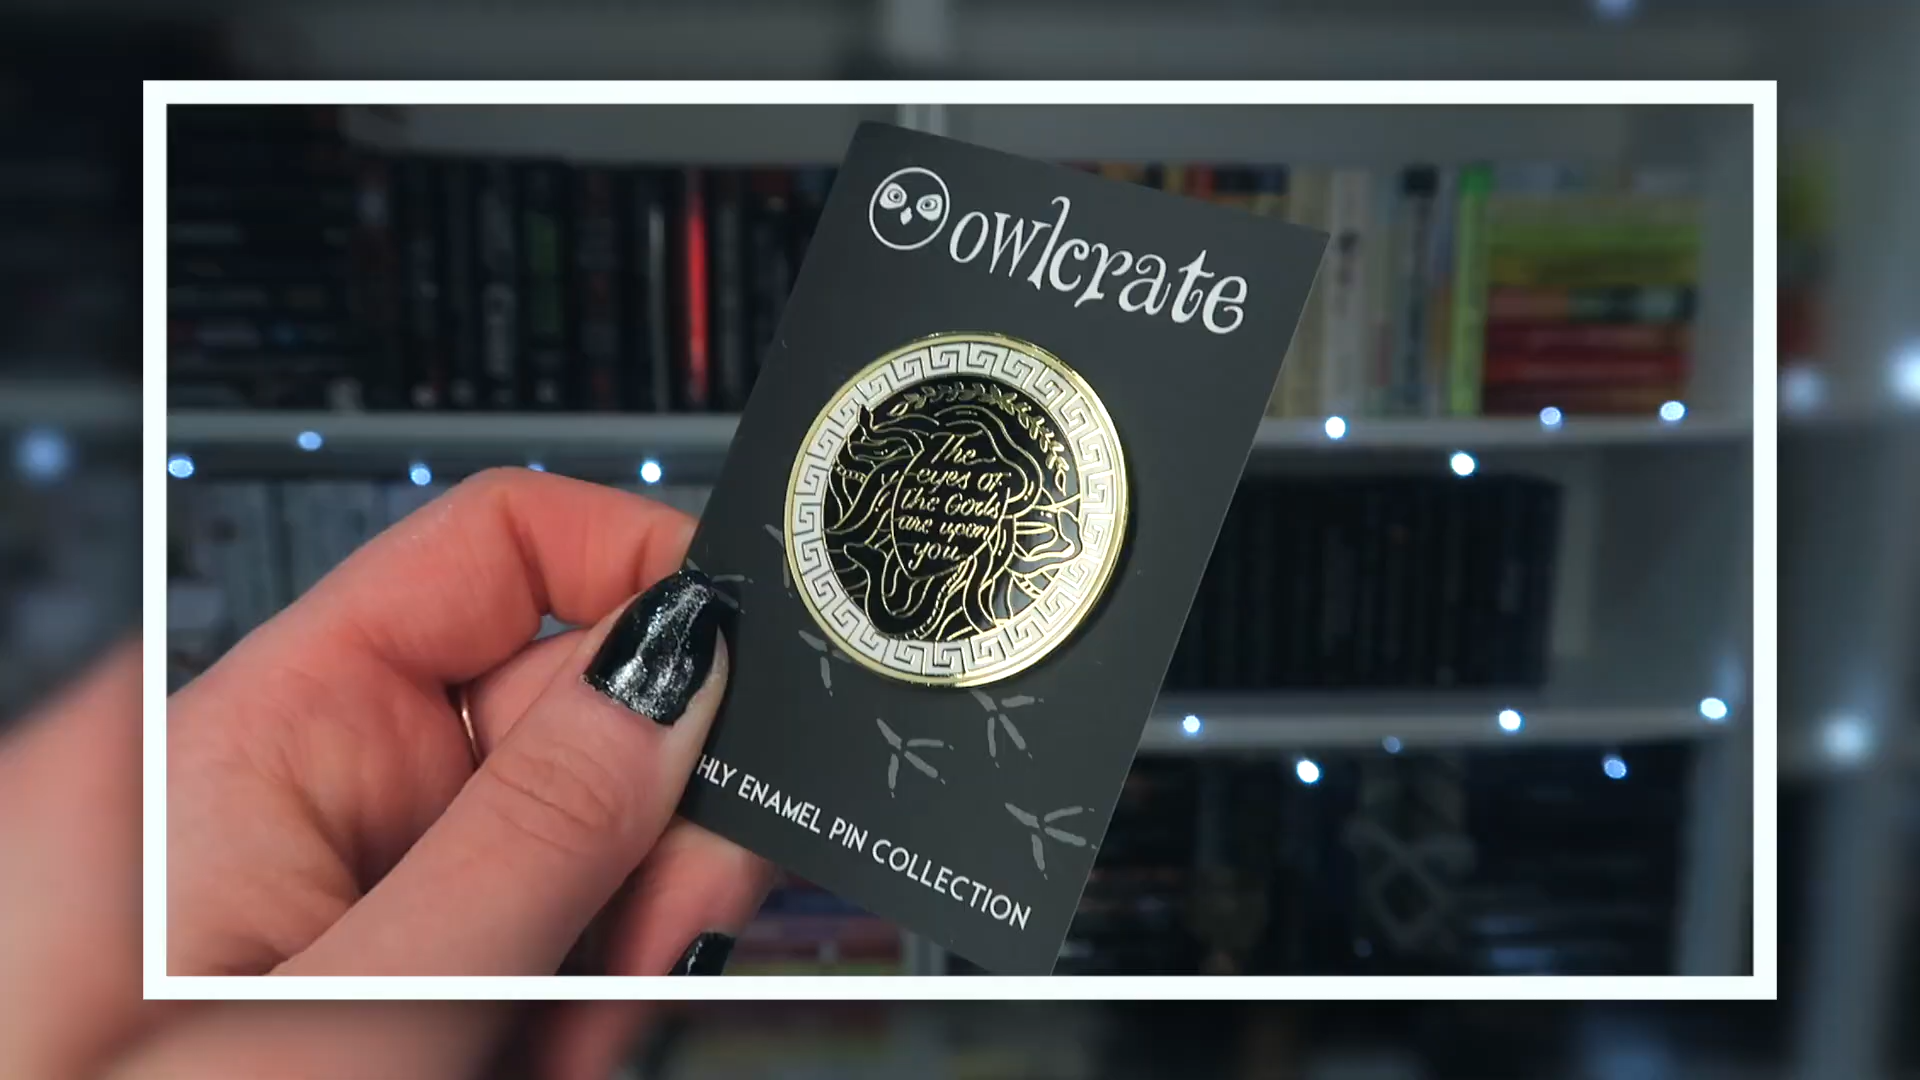 owlcrate
The
eyes of
the Gods
are upon
you
HLY ENAMEL PIN COLLECTION